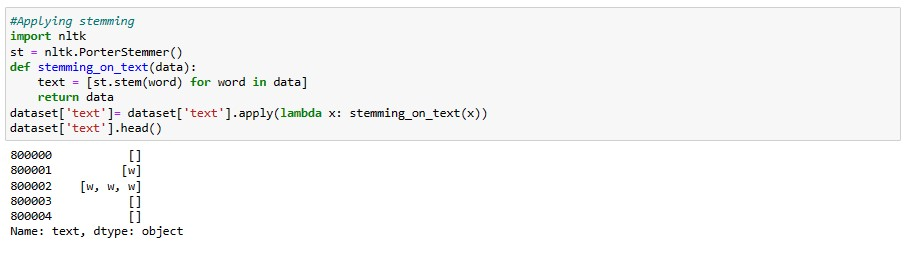 #Applying stemming
import nltk
st = nltk.PorterStemmer()
def stemming_on_text(data):
    text = [st.stem(word) for word in data]
    return data
dataset['text']= dataset['text'].apply(lambda x: stemming_on_text(x))
dataset['text'].head()
800000           []
800001          [w]
800002    [w, w, w]
800003           []
800004           []
Name: text, dtype: object